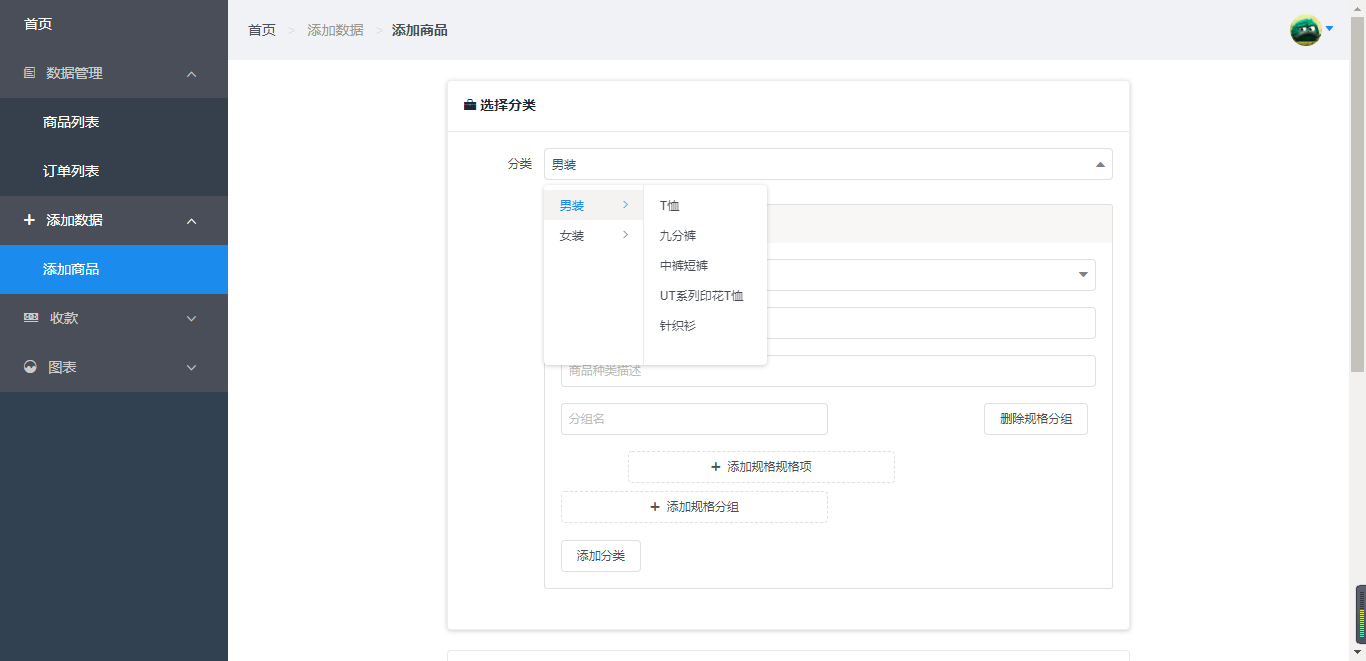 首页
数据管理
商品列表
订单列表
添加数据
添加商品
收款
图表
首页 > 添加数据 > 添加商品
选择分类
分类 男装
男装 >
女装 >
T恤
九分裤
中裤短裤
UT系列印花T恤
针织衫
商品种类描述
分组名 删除规格分组
+ 添加规格规格项
+ 添加规格分组
添加分类